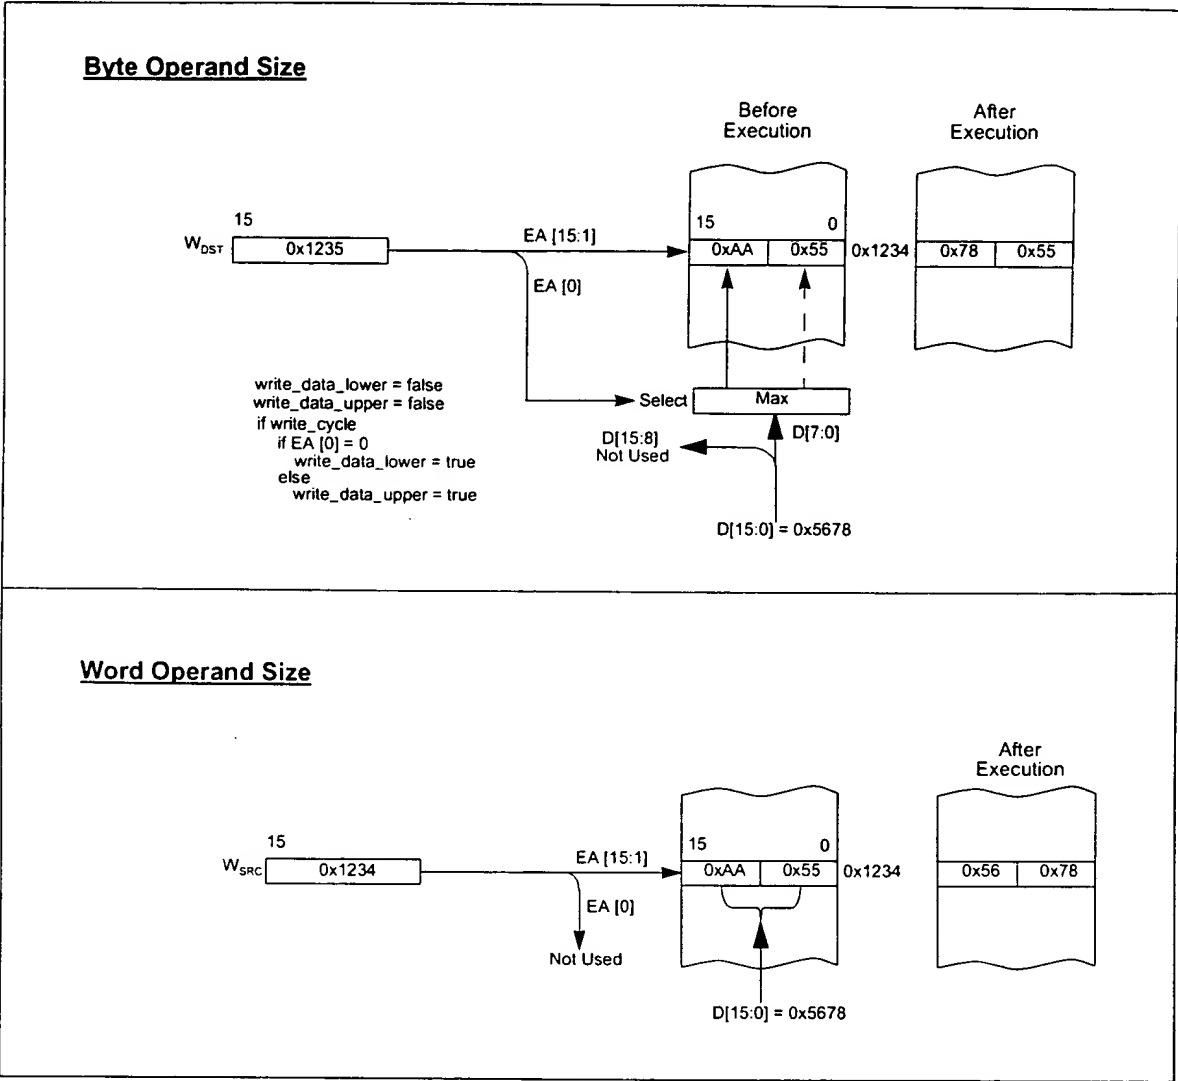 Byte Operand Size
Before
Execution
After
Execution
15
15
0
WDST
0x1235
EA [15:1]
0xAA
0x55
0x1234
0x78
0x55
EA [0]
write_data_lower = false
write_data_upper = false
if write_cycle
if EA [0] = 0
write_data_lower = true
else
write_data_upper = true
Select
Max
D[7:0]
D[15:8]
Not Used
D[15:0] = 0x5678
Word Operand Size
After
Execution
15
15
0
WSRC
0x1234
EA [15:1]
0xAA
0x55
0x1234
0x56
0x78
EA [0]
Not Used
D[15:0] = 0x5678